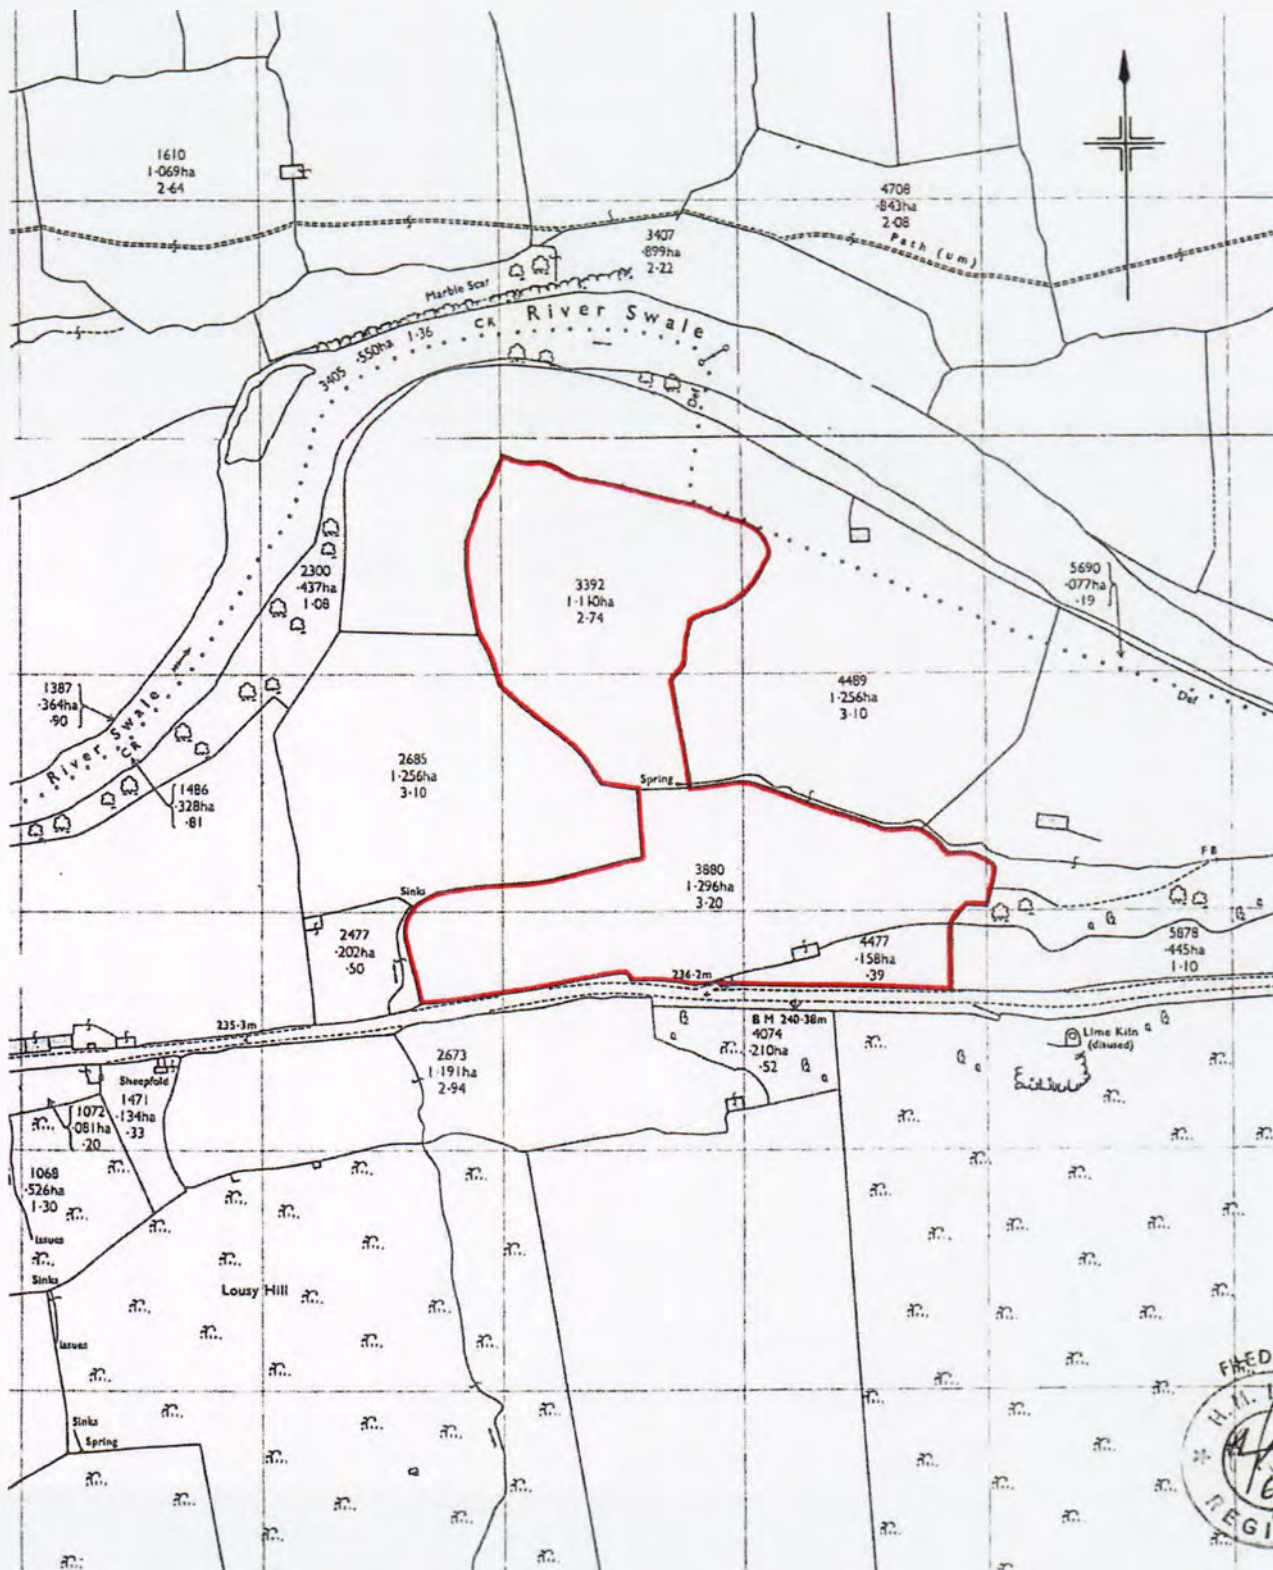 1610
1·069ha
2·64
4708
·843ha
2·08
Path (um)
3407
·899ha
2·22
Marble Scar
CR River Swale
3405 ·550ha 1·36
Def
3392
1·110ha
2·74
2300
·437ha
1·08
5690
·077ha
·19
Def
4489
1·256ha
3·10
1387
·364ha
·90
River Swale
CR
1486
·328ha
·81
2685
1·256ha
3·10
Spring
FB
3880
1·296ha
3·20
Sinks
2477
·202ha
·50
4477
·158ha
·39
5878
·445ha
1·10
236·2m
235·3m
BM 240·38m
4074
·210ha
·52
Lime Kiln
(disused)
2673
1·191ha
2·94
Sheepfold
1471
·134ha
·33
1072
·081ha
·20
1068
·526ha
1·30
Issues
Sinks
Lousy Hill
Issues
Sinks
Spring
H.M.
REGI